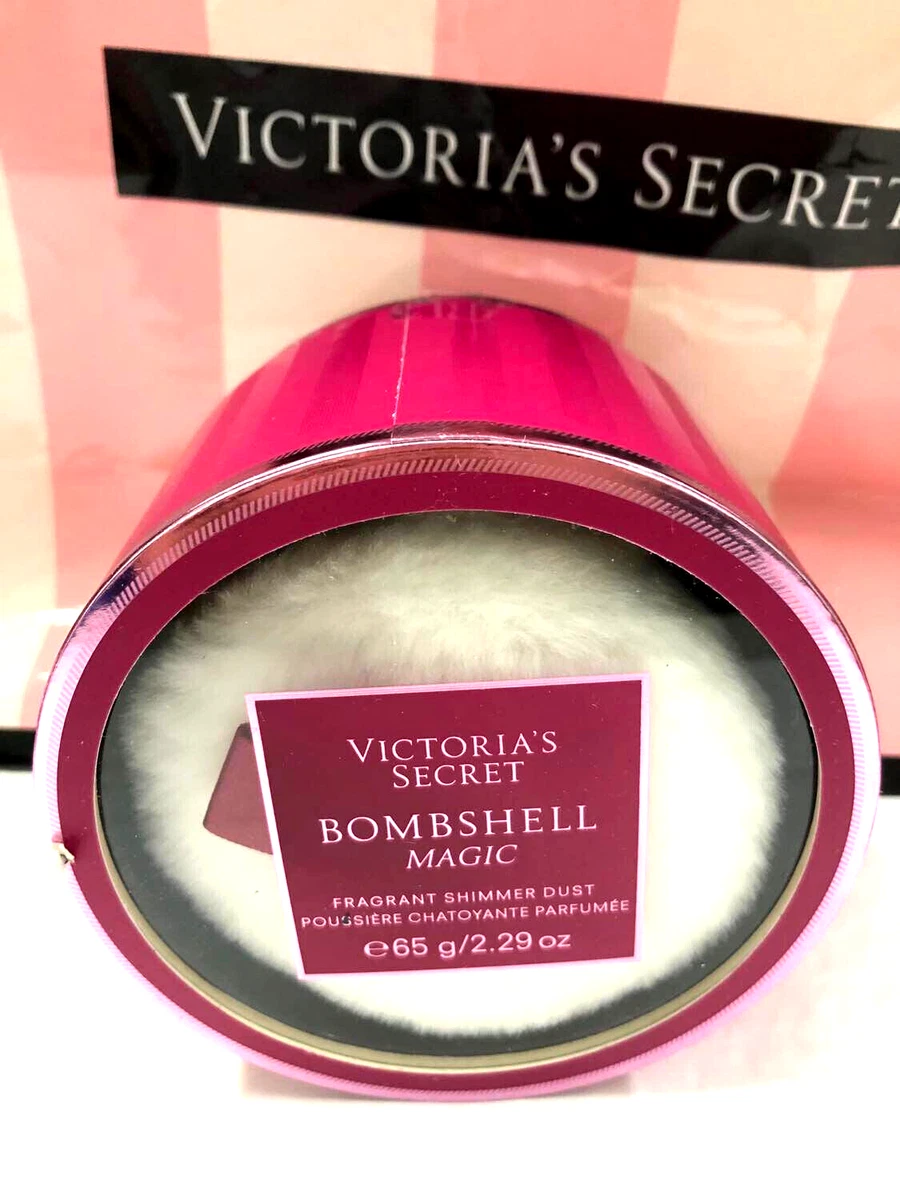 VICTORIA'S SECRET
VICTORIA'S
SECRET
BOMBSHELL
MAGIC
FRAGRANT SHIMMER DUST
POUSSIÈRE CHATOYANTE PARFUMÉE
℮65 g/2.29 oz